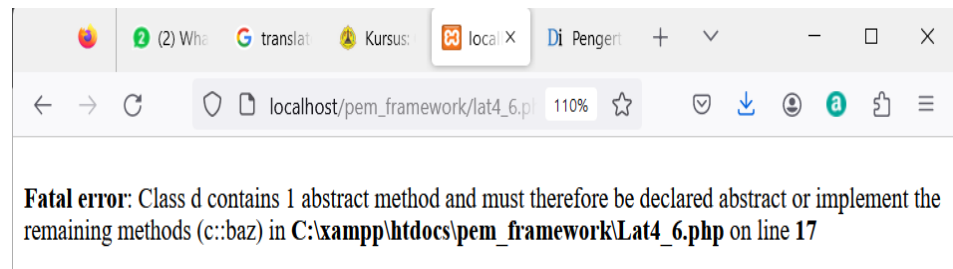 (2) Wha translat Kursus: local Di Pengert
localhost/pem_framework/lat4_6.p 110% a
Fatal error: Class d contains 1 abstract method and must therefore be declared abstract or implement the
remaining methods (c::baz) in C:\xampp\htdocs\pem_framework\Lat4_6.php on line 17